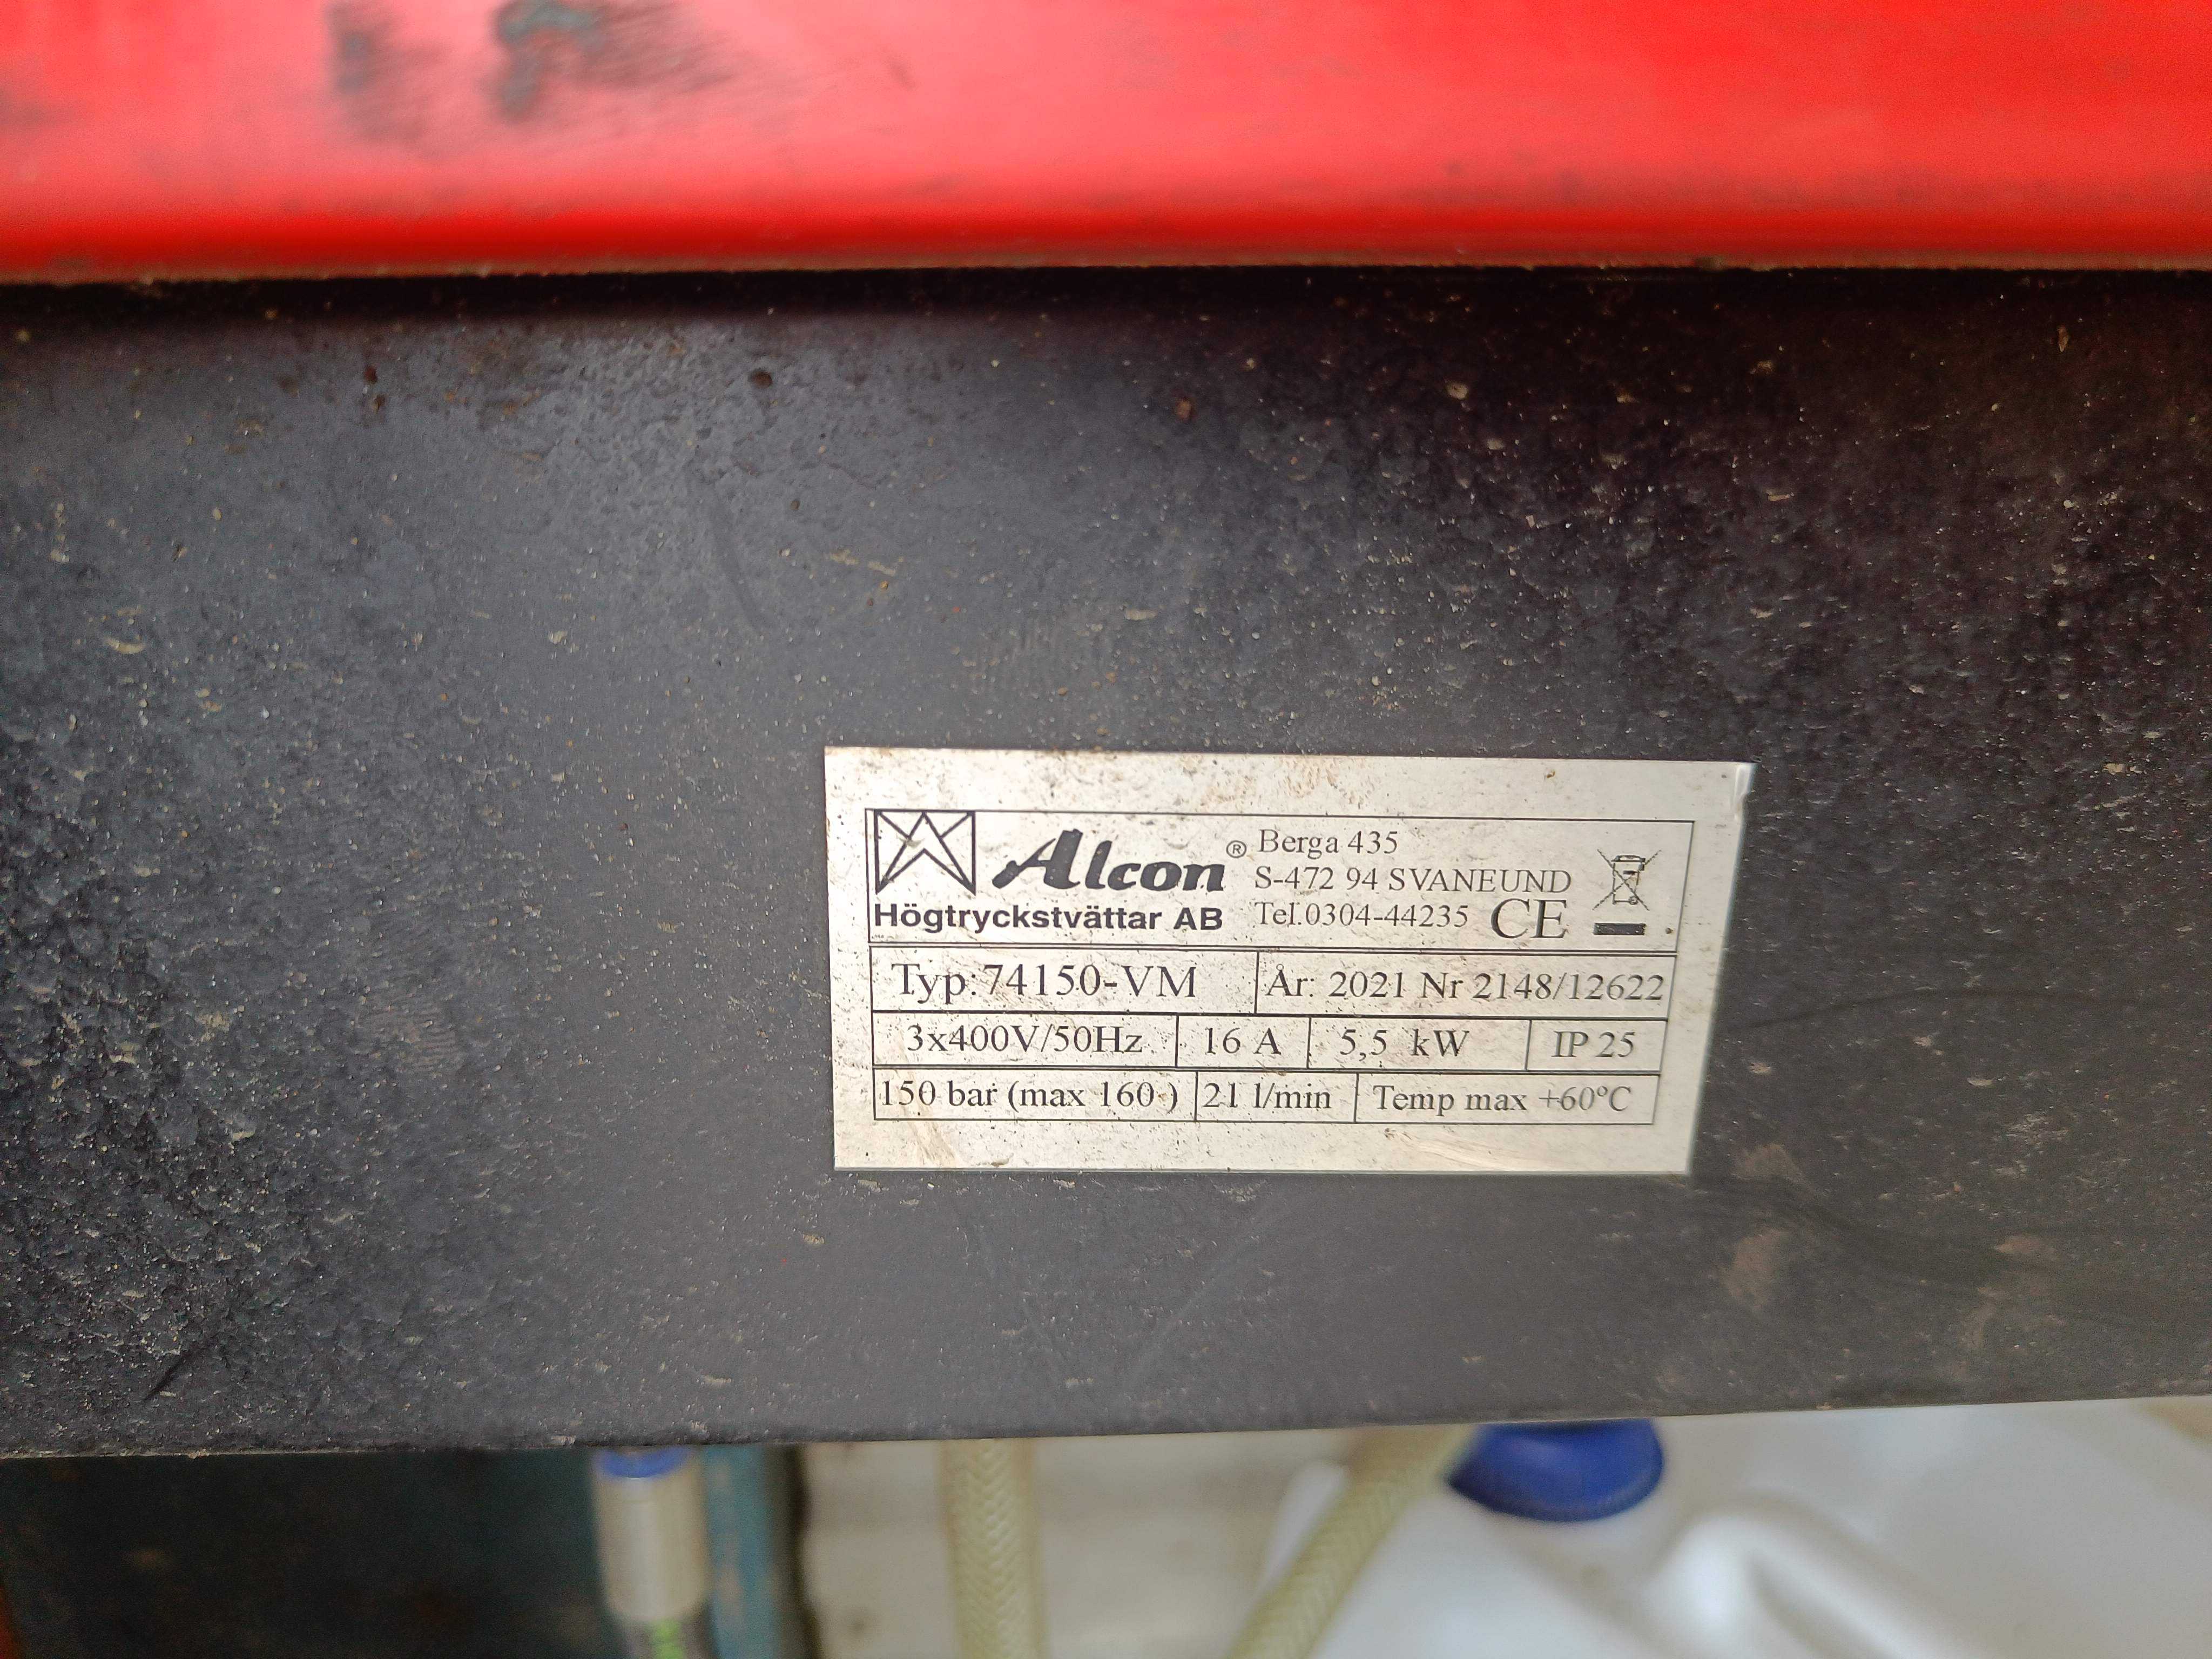 Alcon® Berga 435
S-472 94 SVANEUND
Högtryckstvättar AB Tel.0304-44235 CE
Typ:74150-VM År: 2021 Nr 2148/12622
3x400V/50Hz 16 A 5,5 kW IP 25
150 bar (max 160 ) 21 l/min Temp max +60ºC